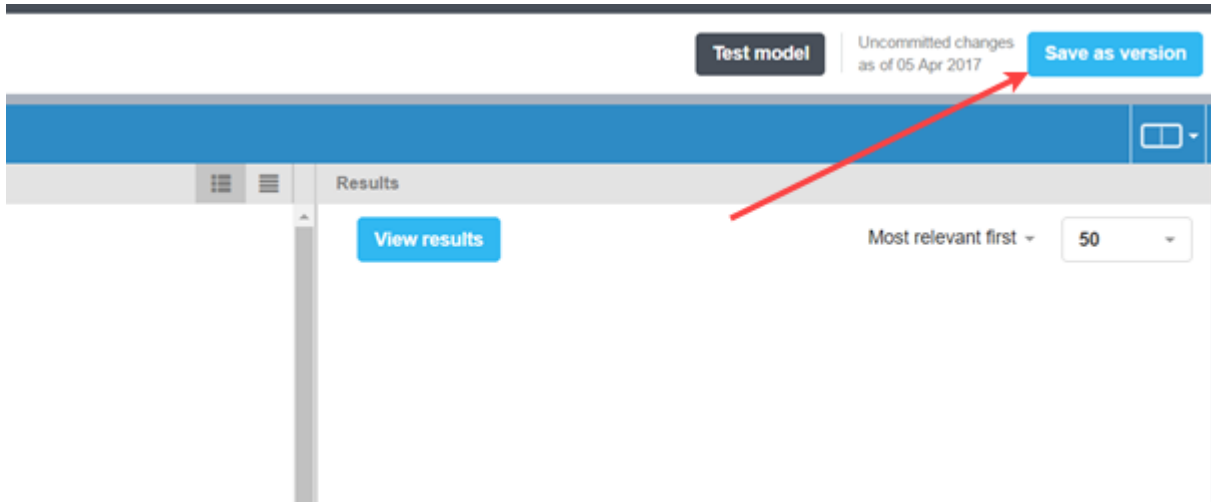 Test model
Uncommitted changes
as of 05 Apr 2017
Save as version
Results
View results
Most relevant first
50